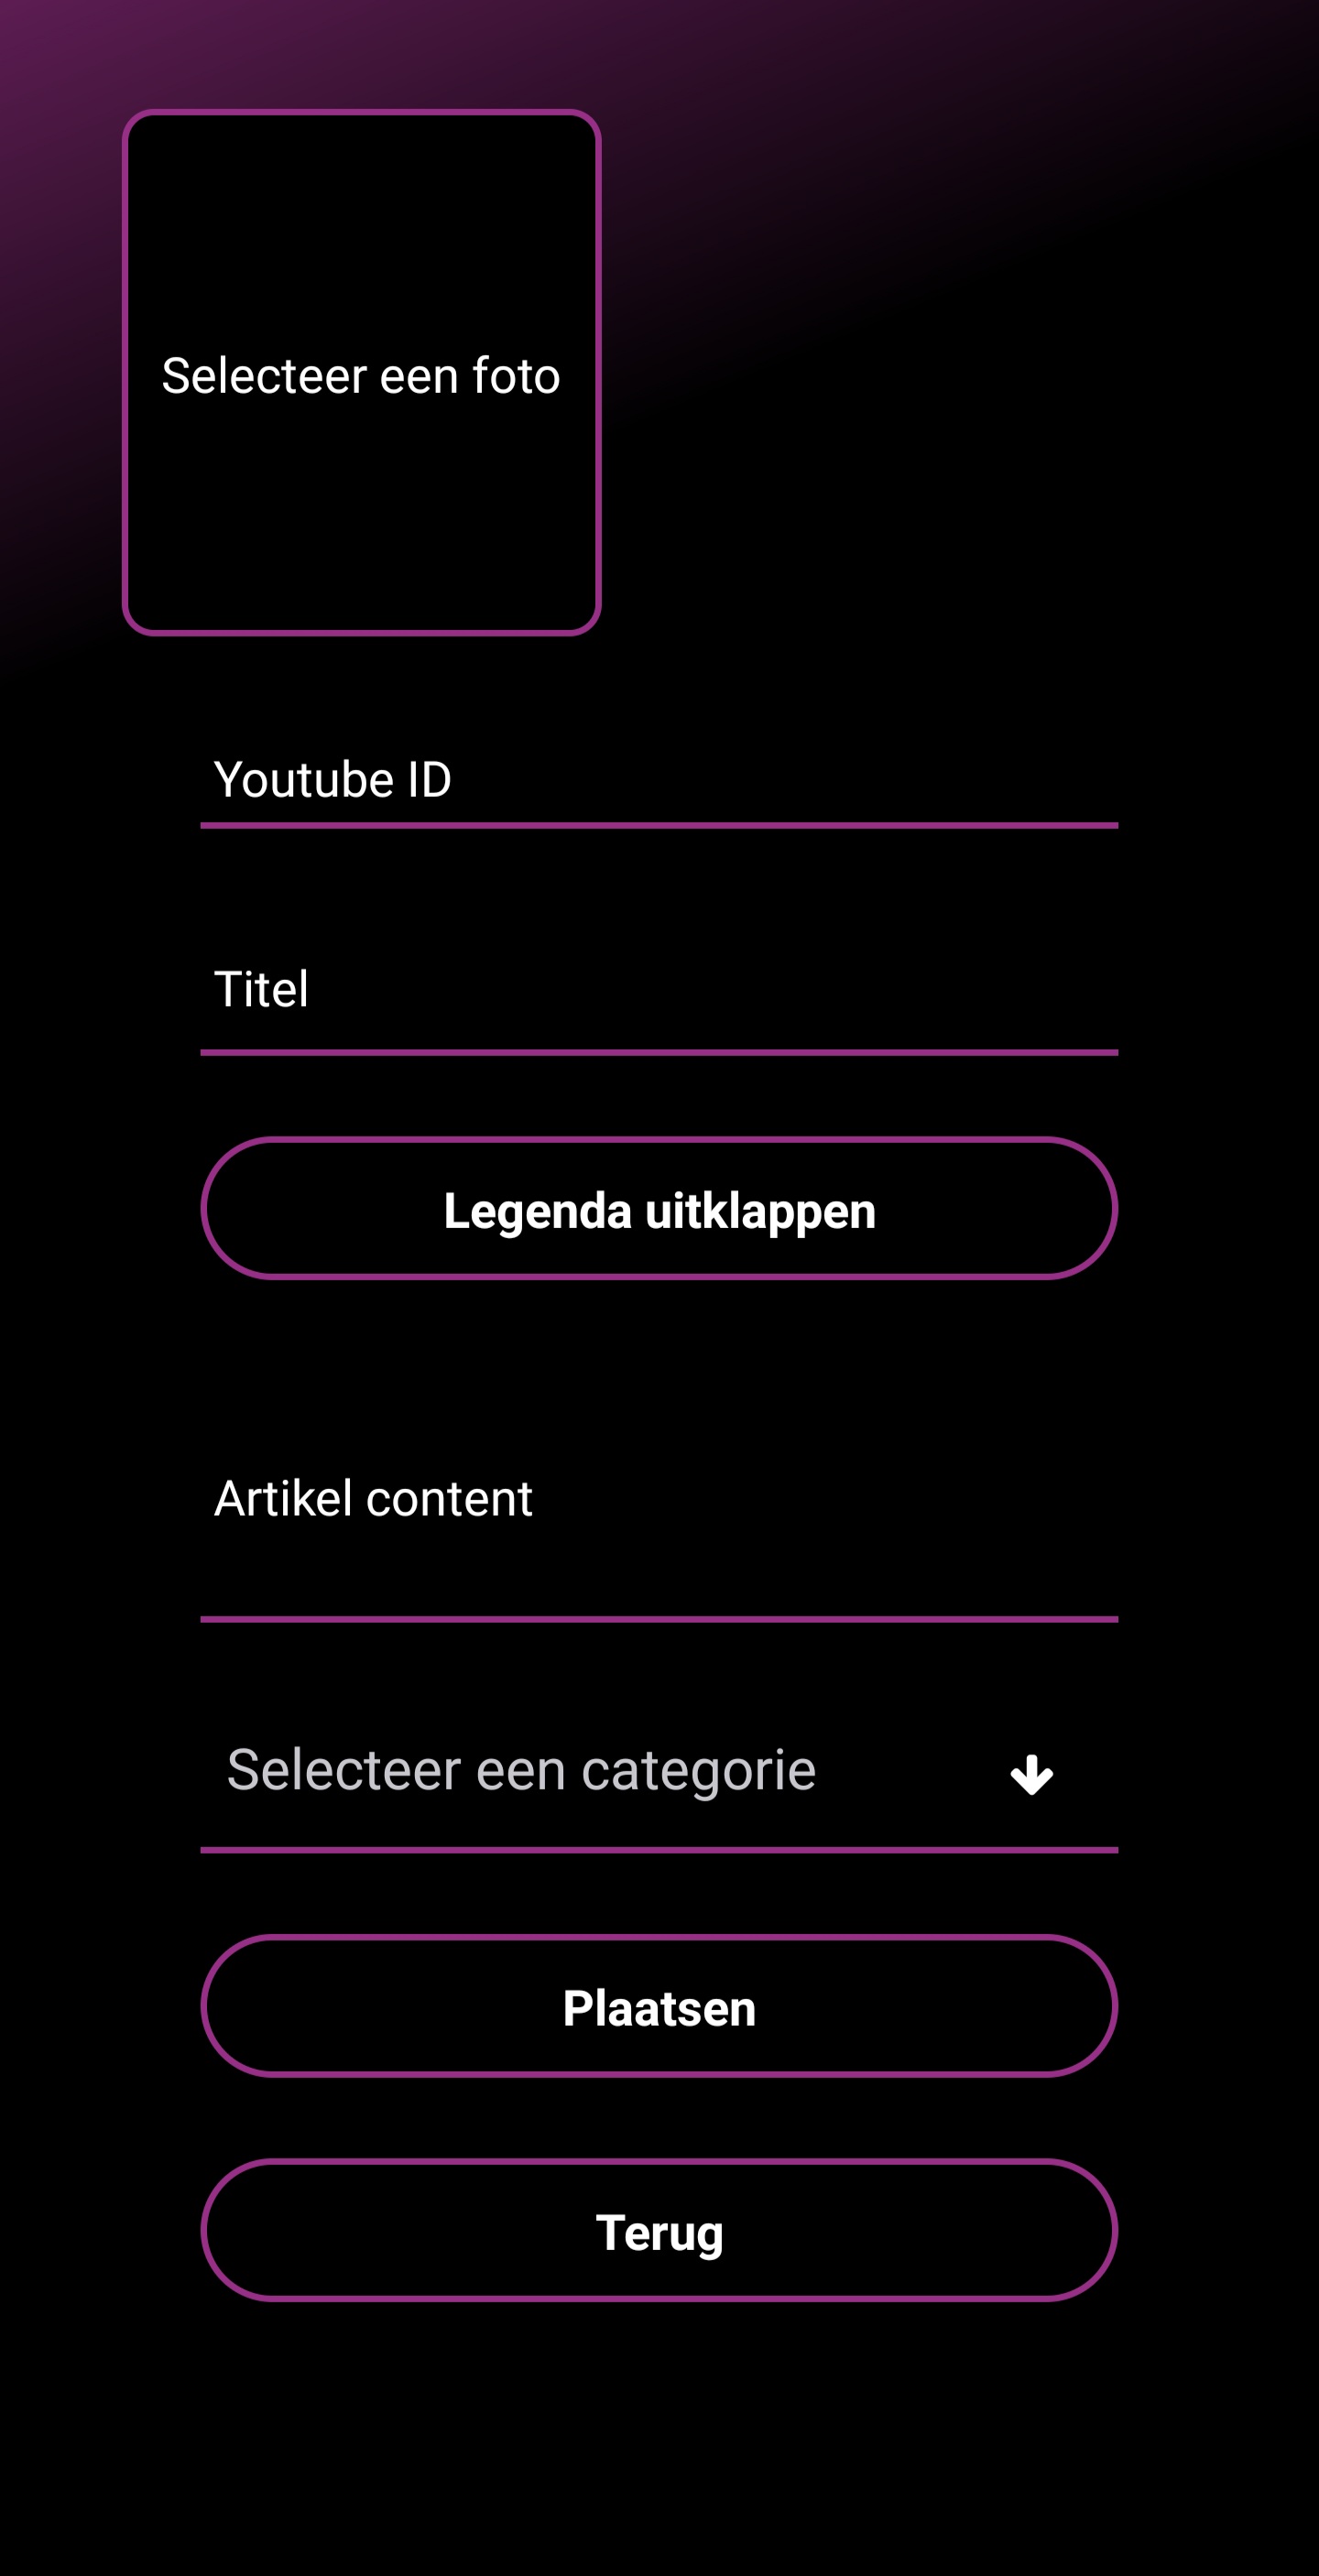 Selecteer een foto
Youtube ID
Titel
Legenda uitklappen
Artikel content
Selecteer een categorie
Plaatsen
Terug